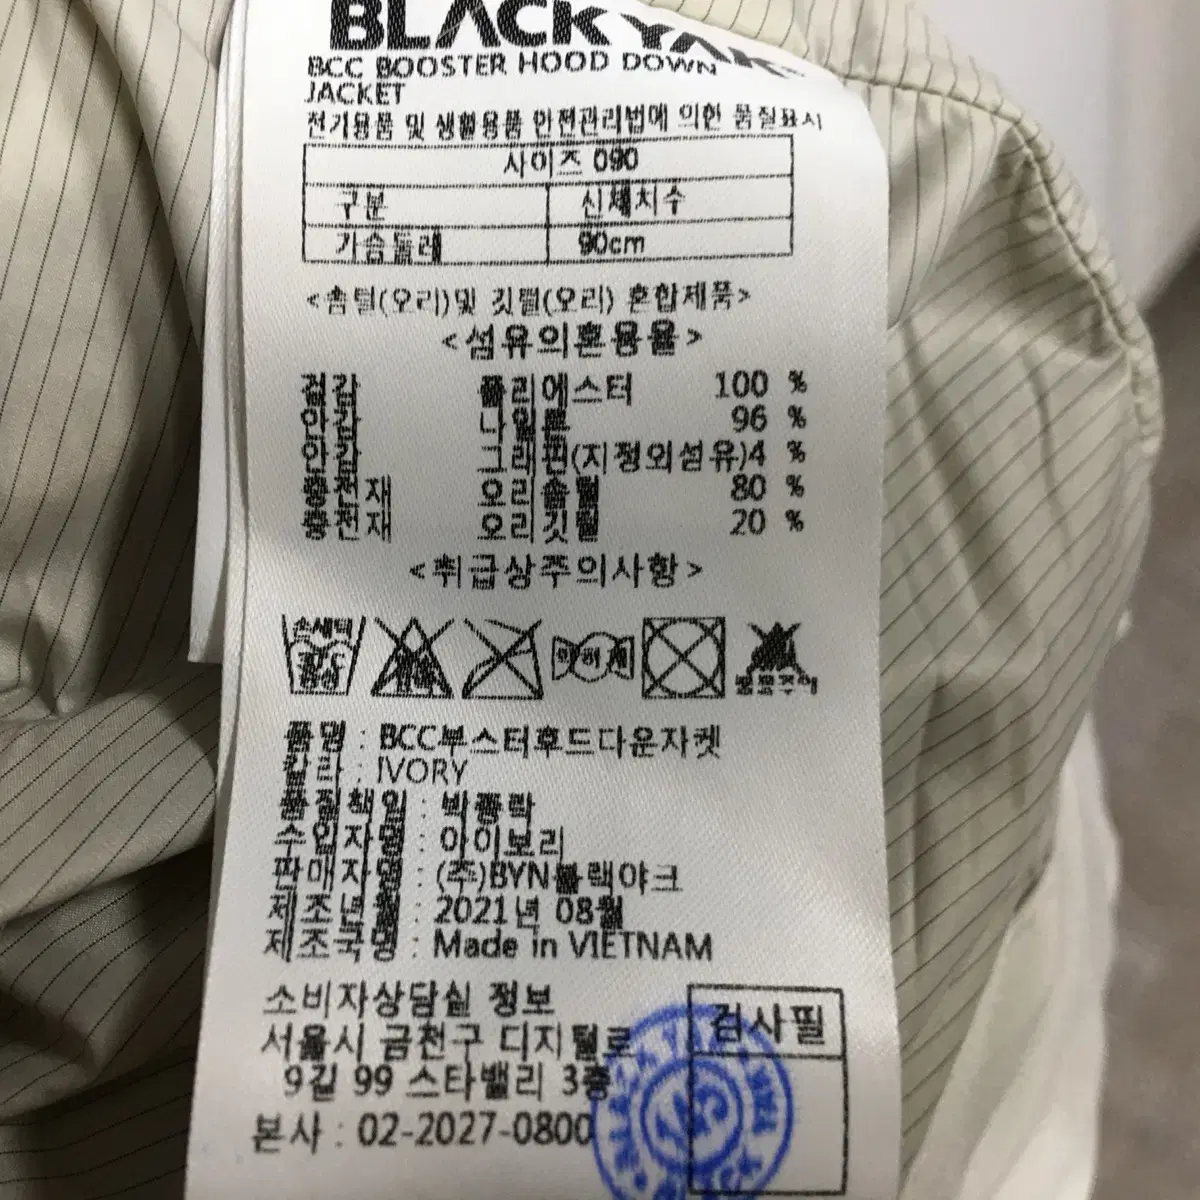 BLACKYAK
BCC BOOSTER HOOD DOWN
JACKET
전기용품 및 생활용품 안전관리법에 의한 품질표시
사이즈 090
구분 신체치수
가슴둘레 90cm
<솜털(오리)및 깃털(오리) 혼합제품>
<섬유의혼용율>
겉감 폴리에스터 100 %
안감 나일론 96 %
안감 그래핀(지정외섬유)4 %
충전재 오리솜털 80 %
충전재 오리깃털 20 %
<취급상주의사항>
손세탁
품명 : BCC부스터후드다운자켓
칼라 : IVORY
품질책임 : 박종락
수입자명 : 아이보리
판매자명 : (주)BYN블랙야크
제조년월 : 2021년 08월
제조국명 : Made in VIETNAM
소비자상담실 정보
서울시 금천구 디지털로
9길 99 스타밸리 3층
본사 : 02-2027-0800
검사필